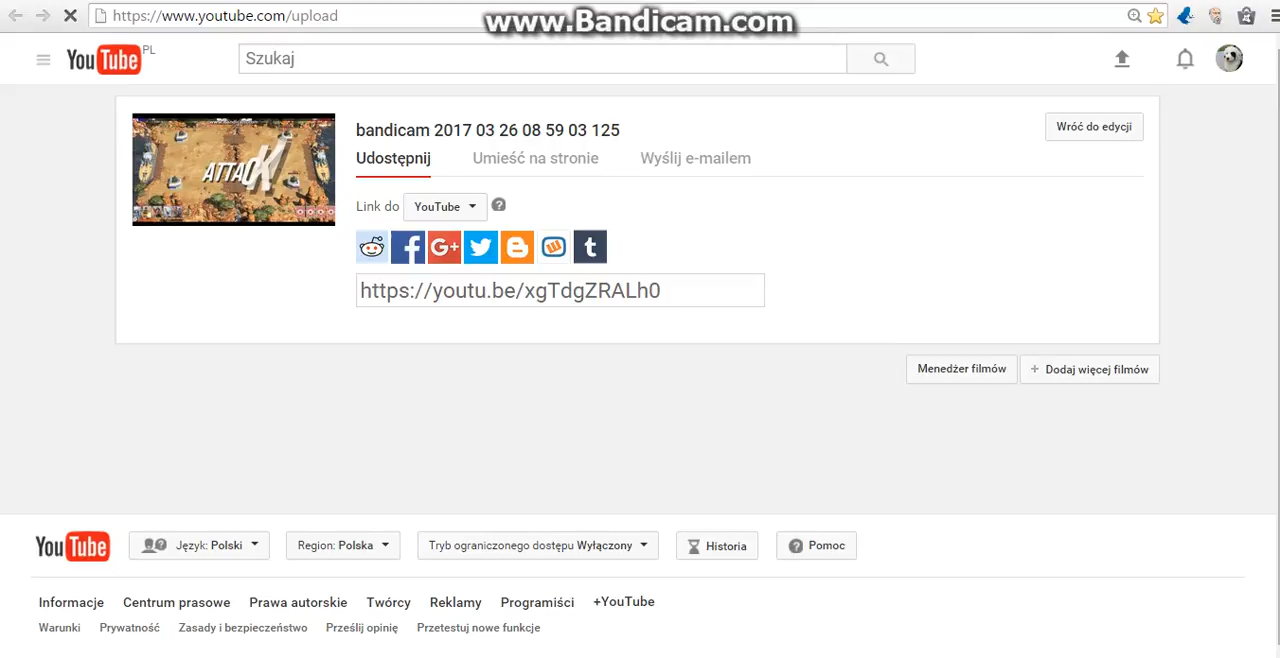 https://www.youtube.com/upload
www.Bandicam.com
YouTube PL
Szukaj
ATTACK
bandicam 2017 03 26 08 59 03 125
Wróć do edycji
Udostępnij Umieść na stronie Wyślij e-mailem
Link do YouTube ?
G+ t
https://youtu.be/xgTdgZRALh0
Menedżer filmów + Dodaj więcej filmów
YouTube Język: Polski Region: Polska Tryb ograniczonego dostępu Wyłączony Historia ? Pomoc
Informacje Centrum prasowe Prawa autorskie Twórcy Reklamy Programiści +YouTube
Warunki Prywatność Zasady i bezpieczeństwo Prześlij opinię Przetestuj nowe funkcje